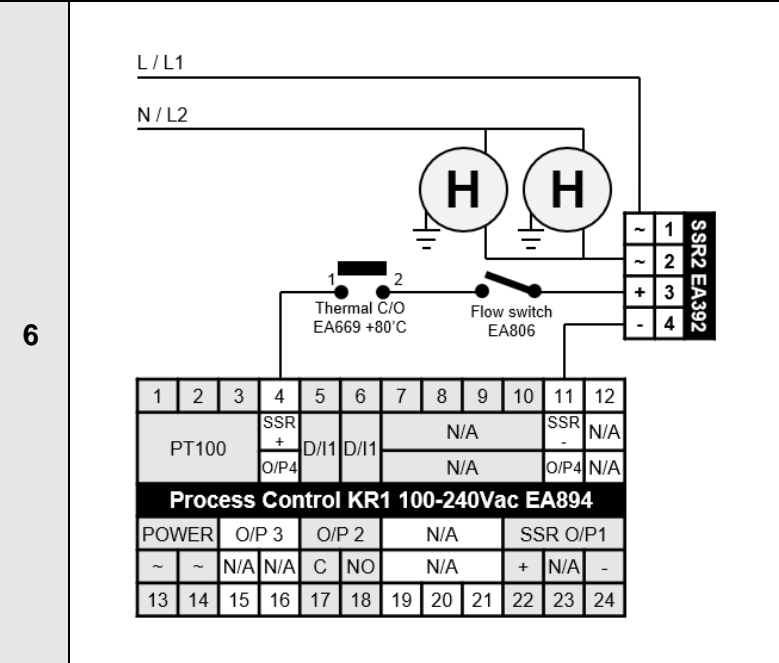 L / L1
N / L2
H H
~ 1
~ 2
+ 3
- 4
SSR2 EA392
1 2
Thermal C/O
EA669 +80°C
Flow switch
EA806
6
1 2 3 4 5 6 7 8 9 10 11 12
PT100 SSR + D/I1 D/I1 N/A SSR - N/A
O/P4 N/A O/P4 N/A
Process Control KR1 100-240Vac EA894
POWER O/P 3 O/P 2 N/A SSR O/P1
~ ~ N/A N/A C NO N/A + N/A -
13 14 15 16 17 18 19 20 21 22 23 24